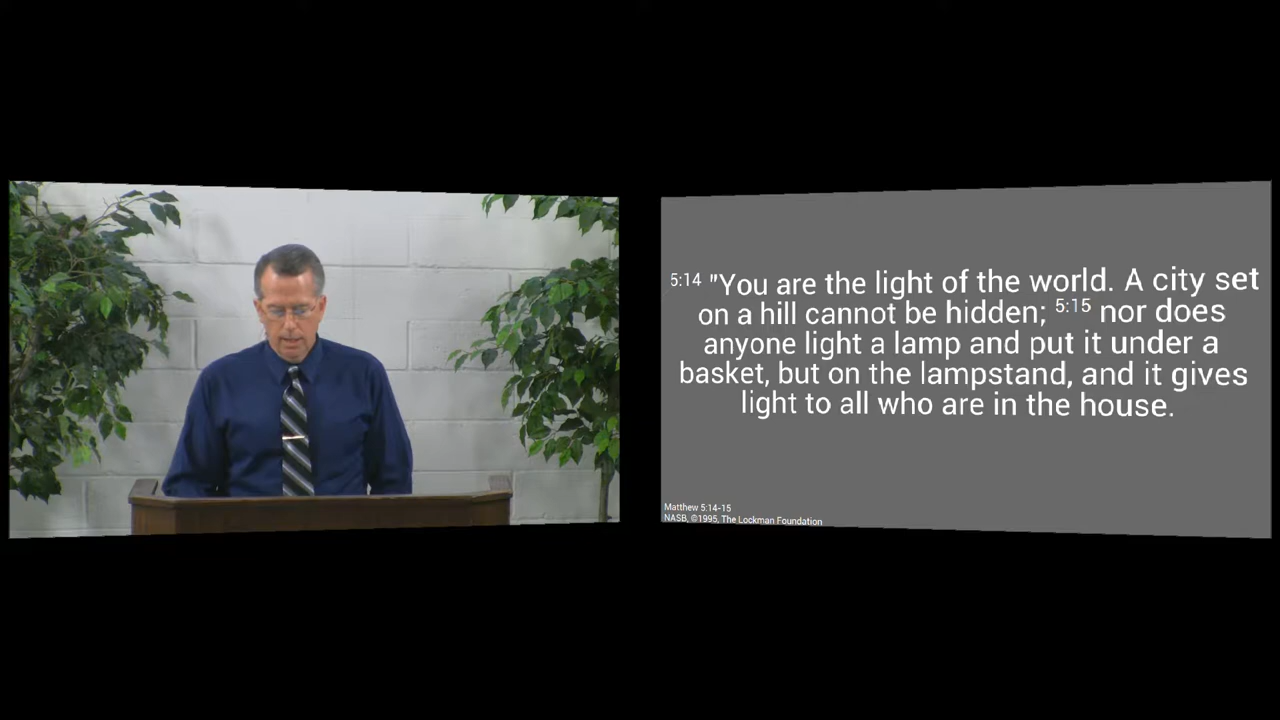 5:14 "You are the light of the world. A city set
on a hill cannot be hidden; 5:15 nor does
anyone light a lamp and put it under a
basket, but on the lampstand, and it gives
light to all who are in the house.
Matthew 5:14-15
NASB, ©1995, The Lockman Foundation